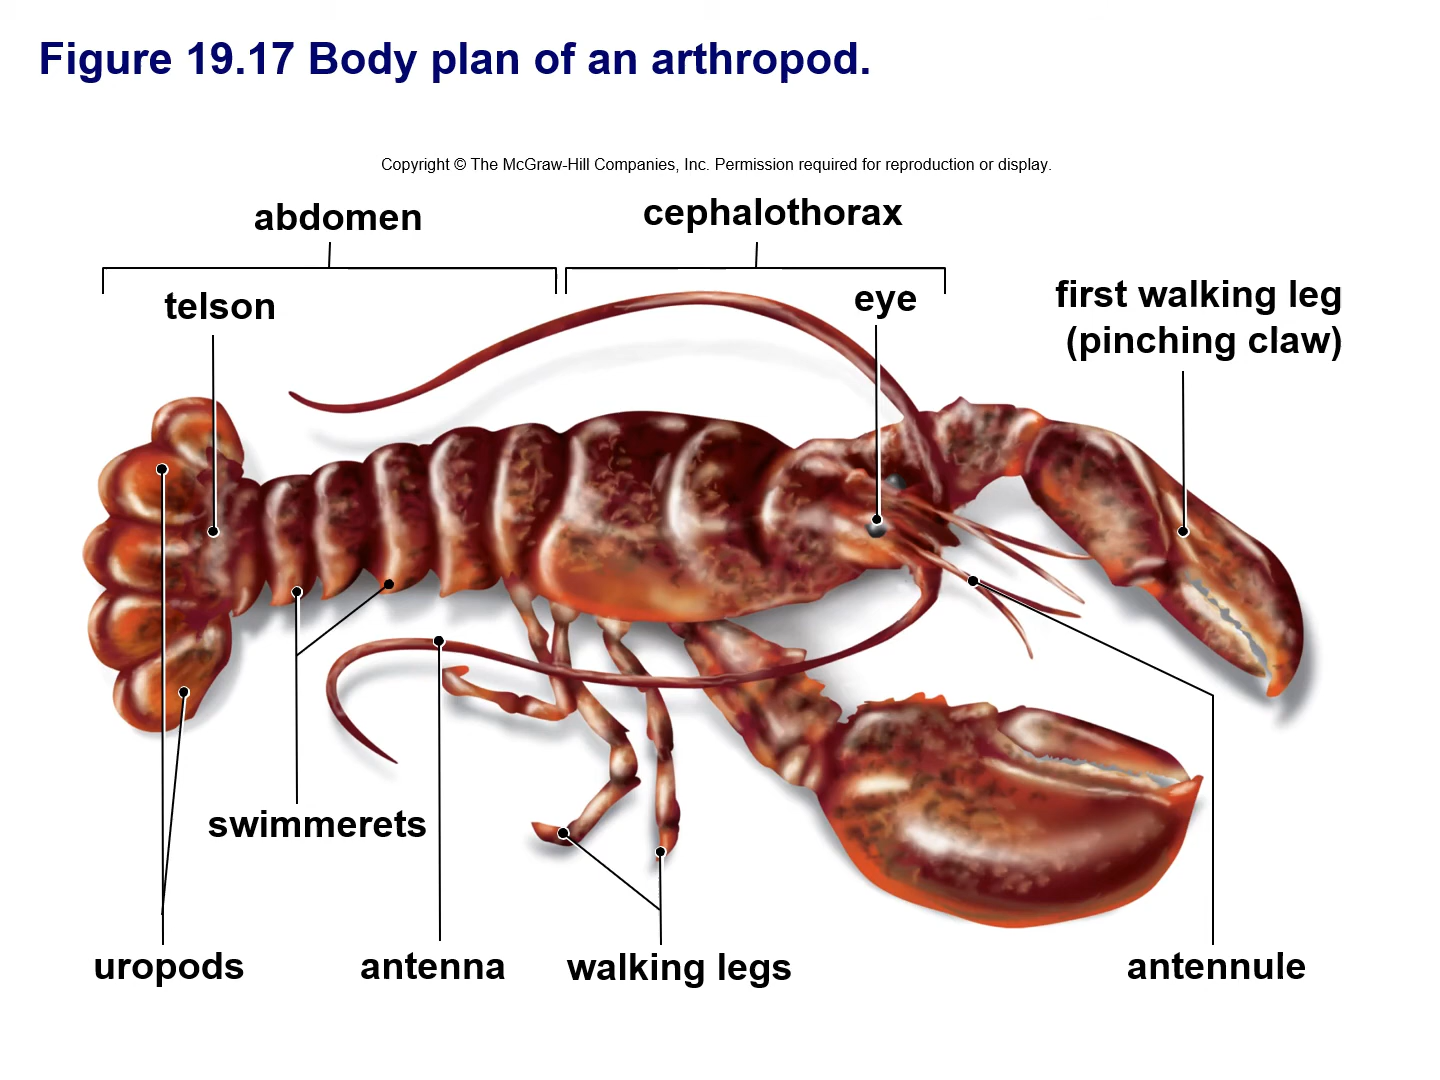 Figure 19.17 Body plan of an arthropod.
Copyright © The McGraw-Hill Companies, Inc. Permission required for reproduction or display.
abdomen
cephalothorax
telson
eye
first walking leg
(pinching claw)
swimmerets
uropods
antenna
walking legs
antennule